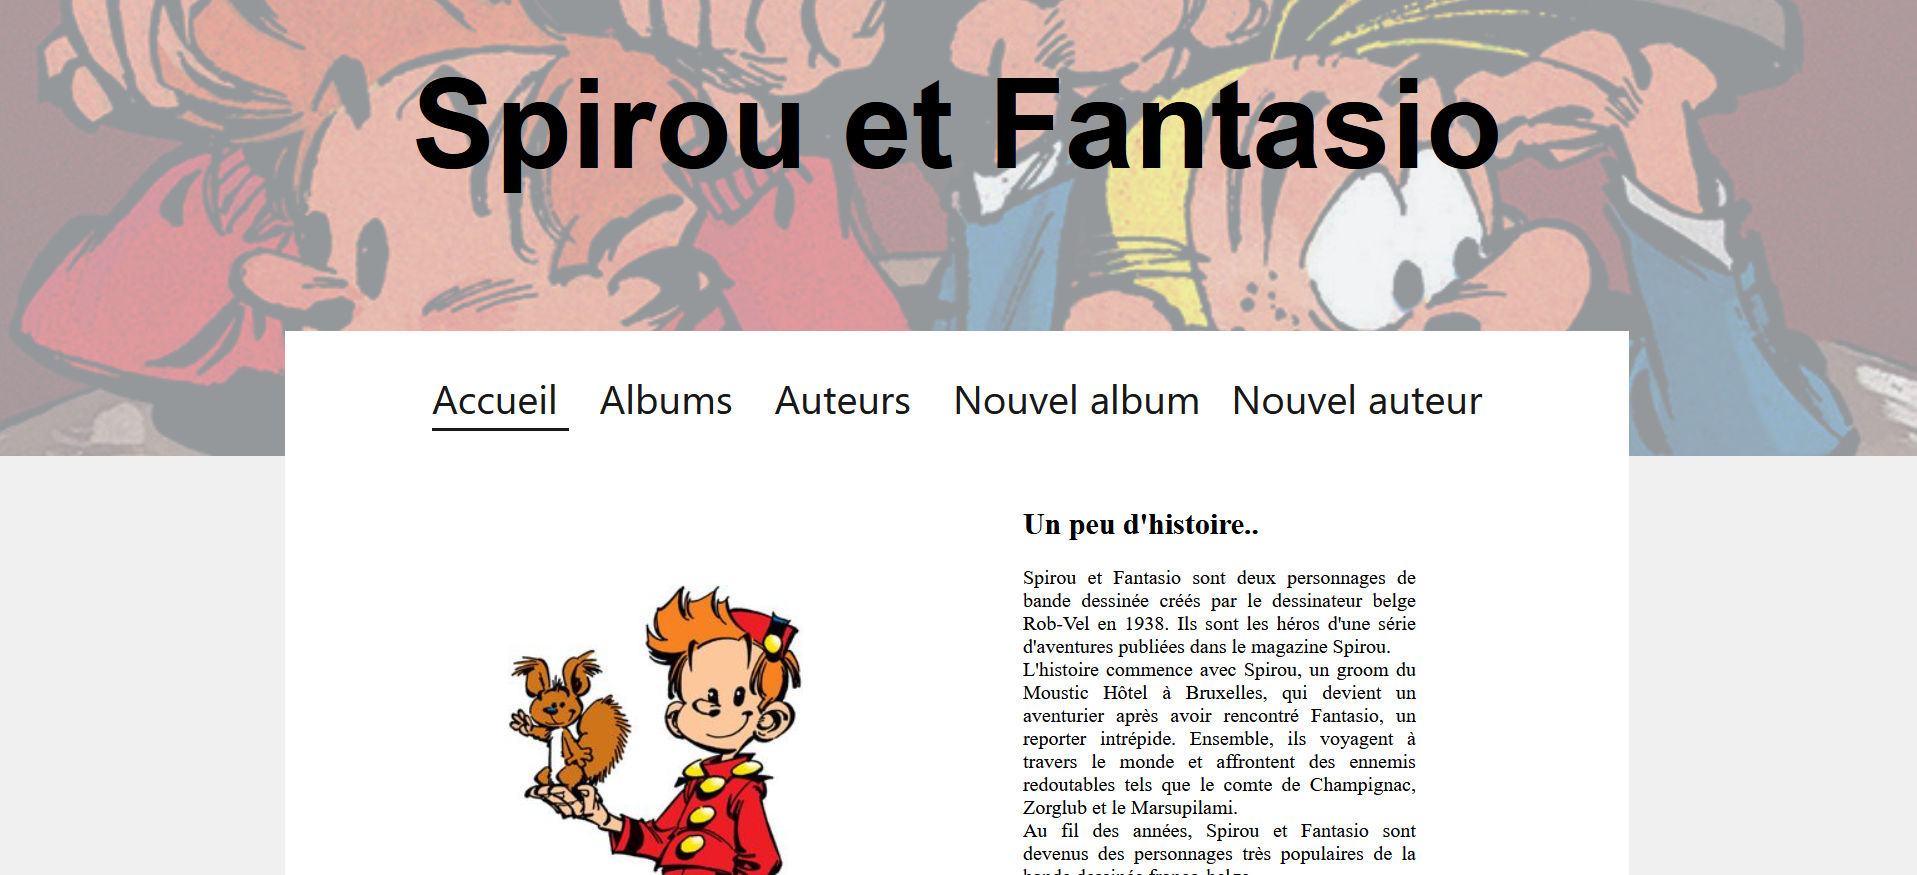 Spirou et Fantasio
Accueil Albums Auteurs Nouvel album Nouvel auteur
Un peu d'histoire..
Spirou et Fantasio sont deux personnages de
bande dessinée créés par le dessinateur belge
Rob-Vel en 1938. Ils sont les héros d'une série
d'aventures publiées dans le magazine Spirou.
L'histoire commence avec Spirou, un groom du
Moustic Hôtel à Bruxelles, qui devient un
aventurier après avoir rencontré Fantasio, un
reporter intrépide. Ensemble, ils voyagent à
travers le monde et affrontent des ennemis
redoutables tels que le comte de Champignac,
Zorglub et le Marsupilami.
Au fil des années, Spirou et Fantasio sont
devenus des personnages très populaires de la
bande dessinée franco-belge.